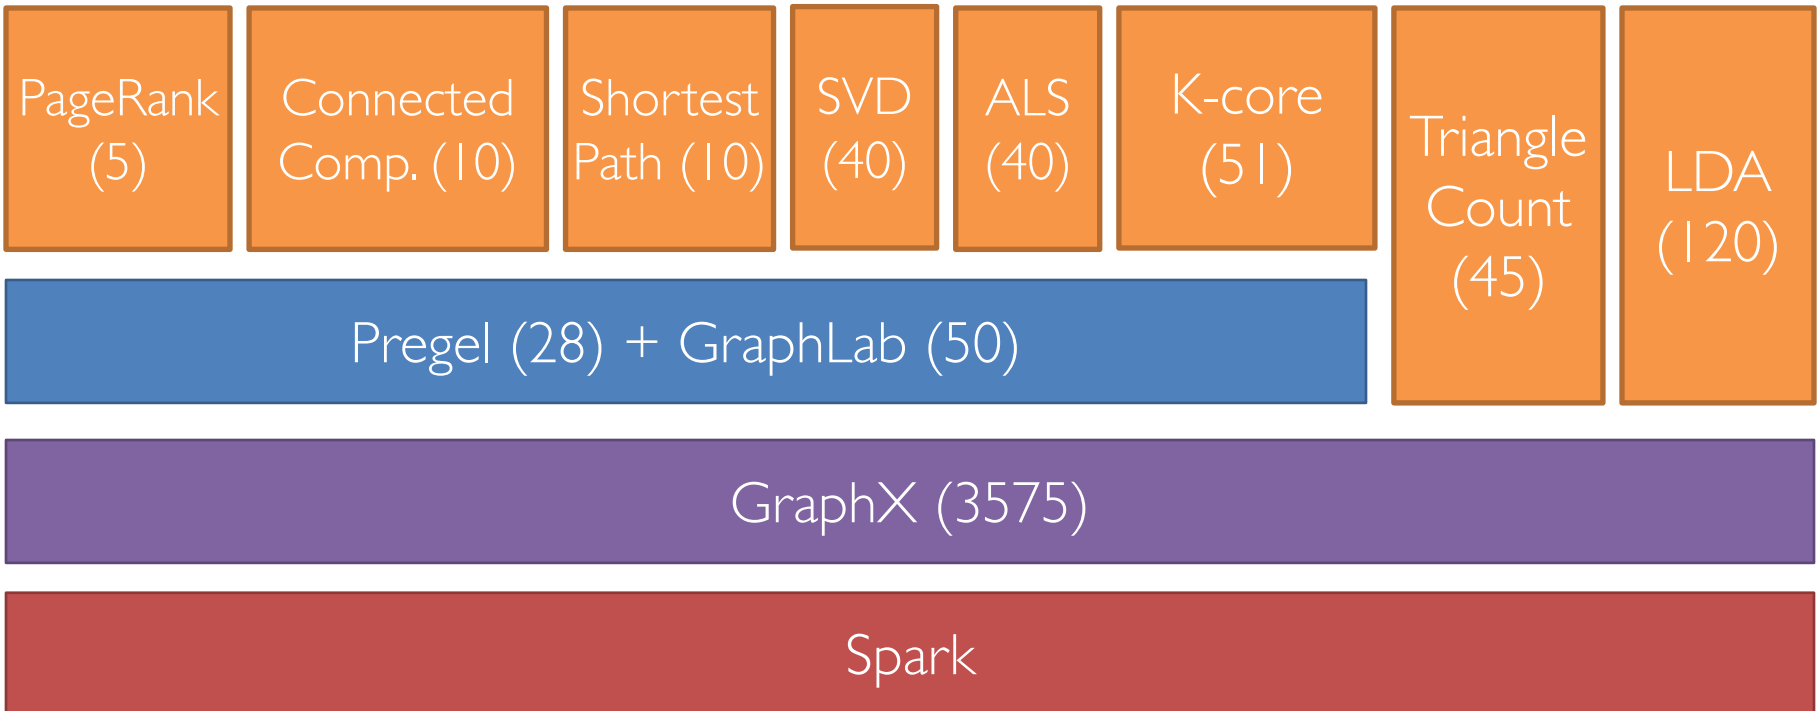 PageRank
(5)
Connected
Comp. (10)
Shortest
Path (10)
SVD
(40)
ALS
(40)
K-core
(51)
Triangle
Count
(45)
LDA
(120)
Pregel (28) + GraphLab (50)
GraphX (3575)
Spark